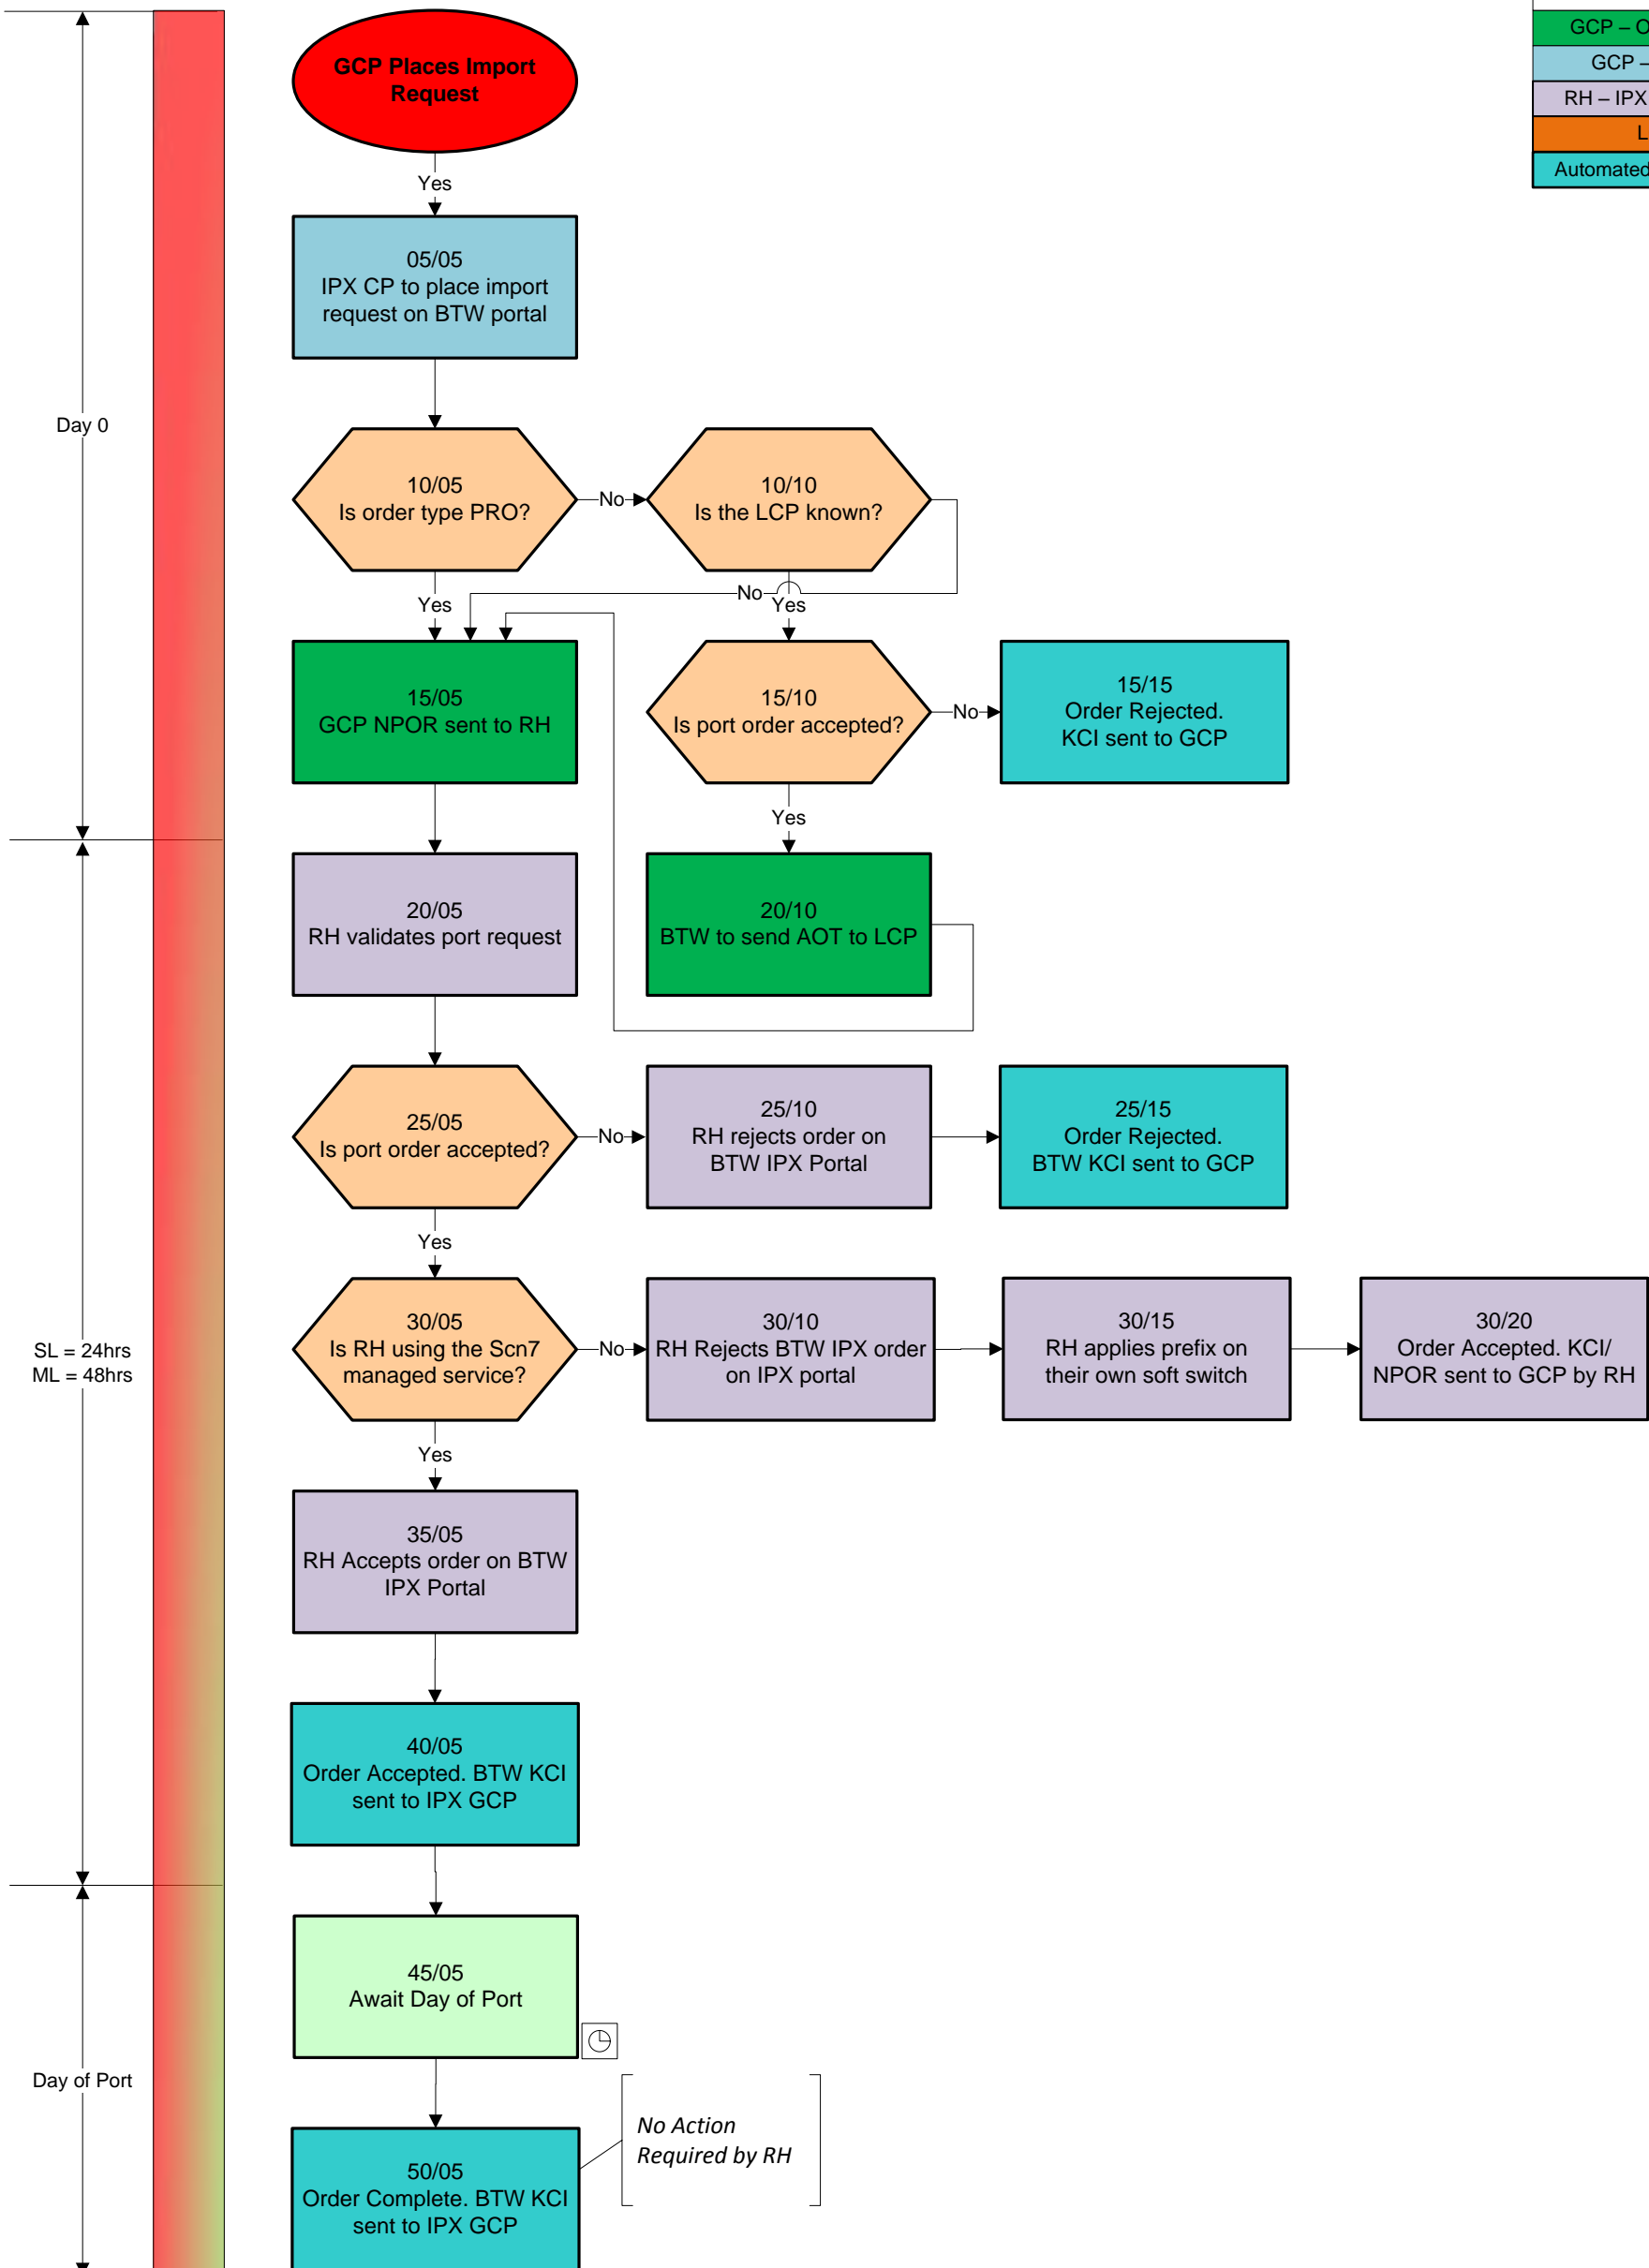 GCP Places Import
Request
GCP –
GCP –
RH – IPX
Automated
Yes
05/05
IPX CP to place import
request on BTW portal
Day 0
10/05
Is order type PRO?
No
10/10
Is the LCP known?
Yes
No
Yes
15/05
GCP NPOR sent to RH
15/10
Is port order accepted?
No
15/15
Order Rejected.
KCI sent to GCP
Yes
20/05
RH validates port request
20/10
BTW to send AOT to LCP
25/05
Is port order accepted?
No
25/10
RH rejects order on
BTW IPX Portal
25/15
Order Rejected.
BTW KCI sent to GCP
Yes
SL = 24hrs
ML = 48hrs
30/05
Is RH using the Scn7
managed service?
No
30/10
RH Rejects BTW IPX order
on IPX portal
30/15
RH applies prefix on
their own soft switch
30/20
Order Accepted. KCI/
NPOR sent to GCP by RH
Yes
35/05
RH Accepts order on BTW
IPX Portal
40/05
Order Accepted. BTW KCI
sent to IPX GCP
45/05
Await Day of Port
Day of Port
No Action
Required by RH
50/05
Order Complete. BTW KCI
sent to IPX GCP